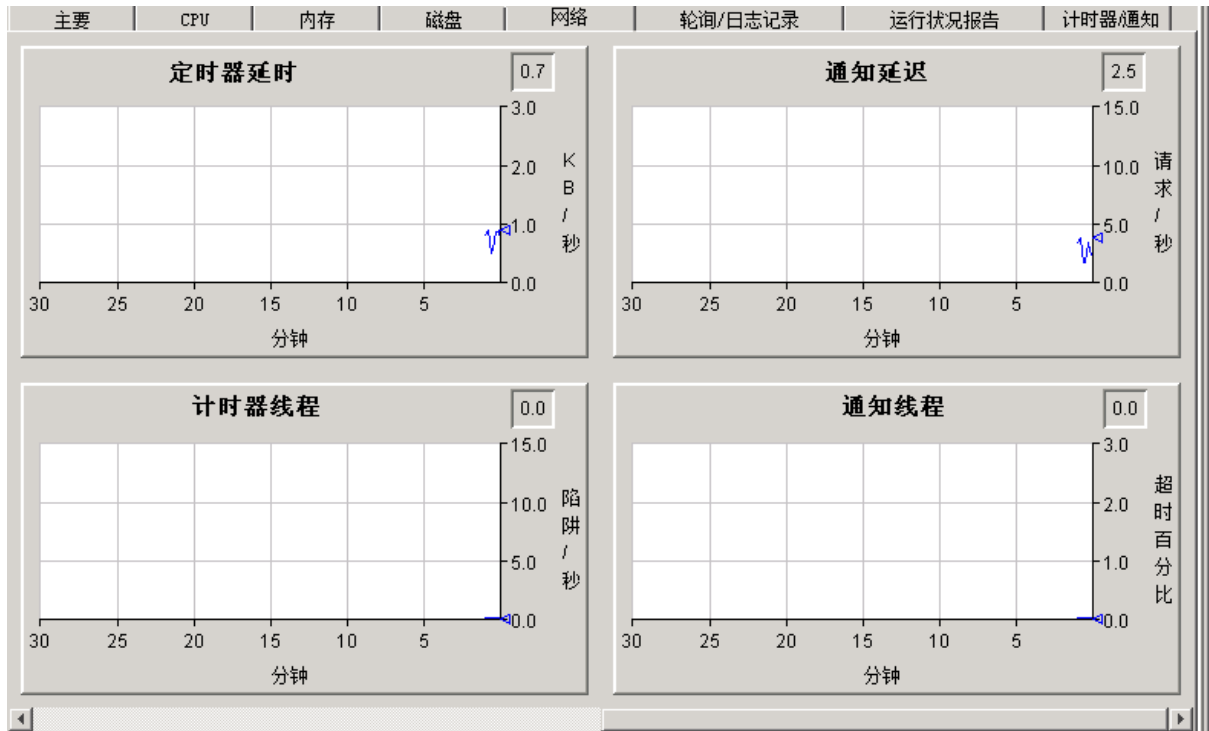 主要 CPU 内存 磁盘 网络 轮询/日志记录 运行状况报告 计时器/通知
定时器延时 0.7
3.0
2.0
1.0
0.0
KB/秒
30 25 20 15 10 5
分钟
通知延迟 2.5
15.0
10.0
5.0
0.0
请求/秒
30 25 20 15 10 5
分钟
计时器线程 0.0
15.0
10.0
5.0
0.0
陷阱/秒
30 25 20 15 10 5
分钟
通知线程 0.0
3.0
2.0
1.0
0.0
超时百分比
30 25 20 15 10 5
分钟